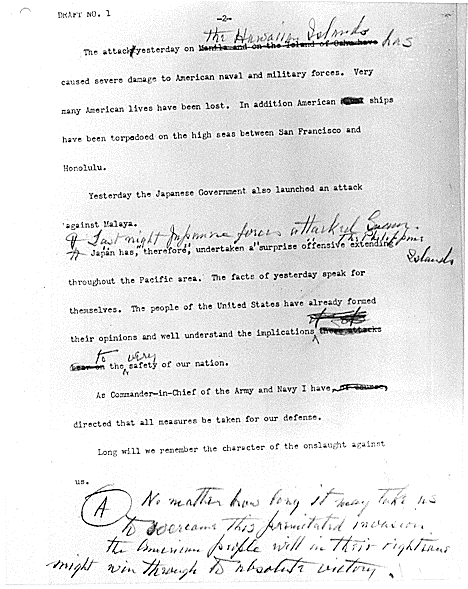 DRAFT NO. 1
-2-
the Hawaiian Islands
The attack yesterday on Manila and on the Island of Oahu have has
caused severe damage to American naval and military forces. Very
many American lives have been lost. In addition American ships
have been torpedoed on the high seas between San Francisco and
Honolulu.
Yesterday the Japanese Government also launched an attack
against Malaya.
Last night Japanese forces attacked Guam.
the Philippine Islands
Japan has, therefore, undertaken a surprise offensive extending
throughout the Pacific area. The facts of yesterday speak for
themselves. The people of the United States have already formed
their opinions and well understand the implications these attacks
to very
bear on the safety of our nation.
As Commander-in-Chief of the Army and Navy I have, of course,
directed that all measures be taken for our defense.
Long will we remember the character of the onslaught against
us.
A No matter how long it may take us
to overcome this premeditated invasion
the American people will in their righteous
might win through to absolute victory.